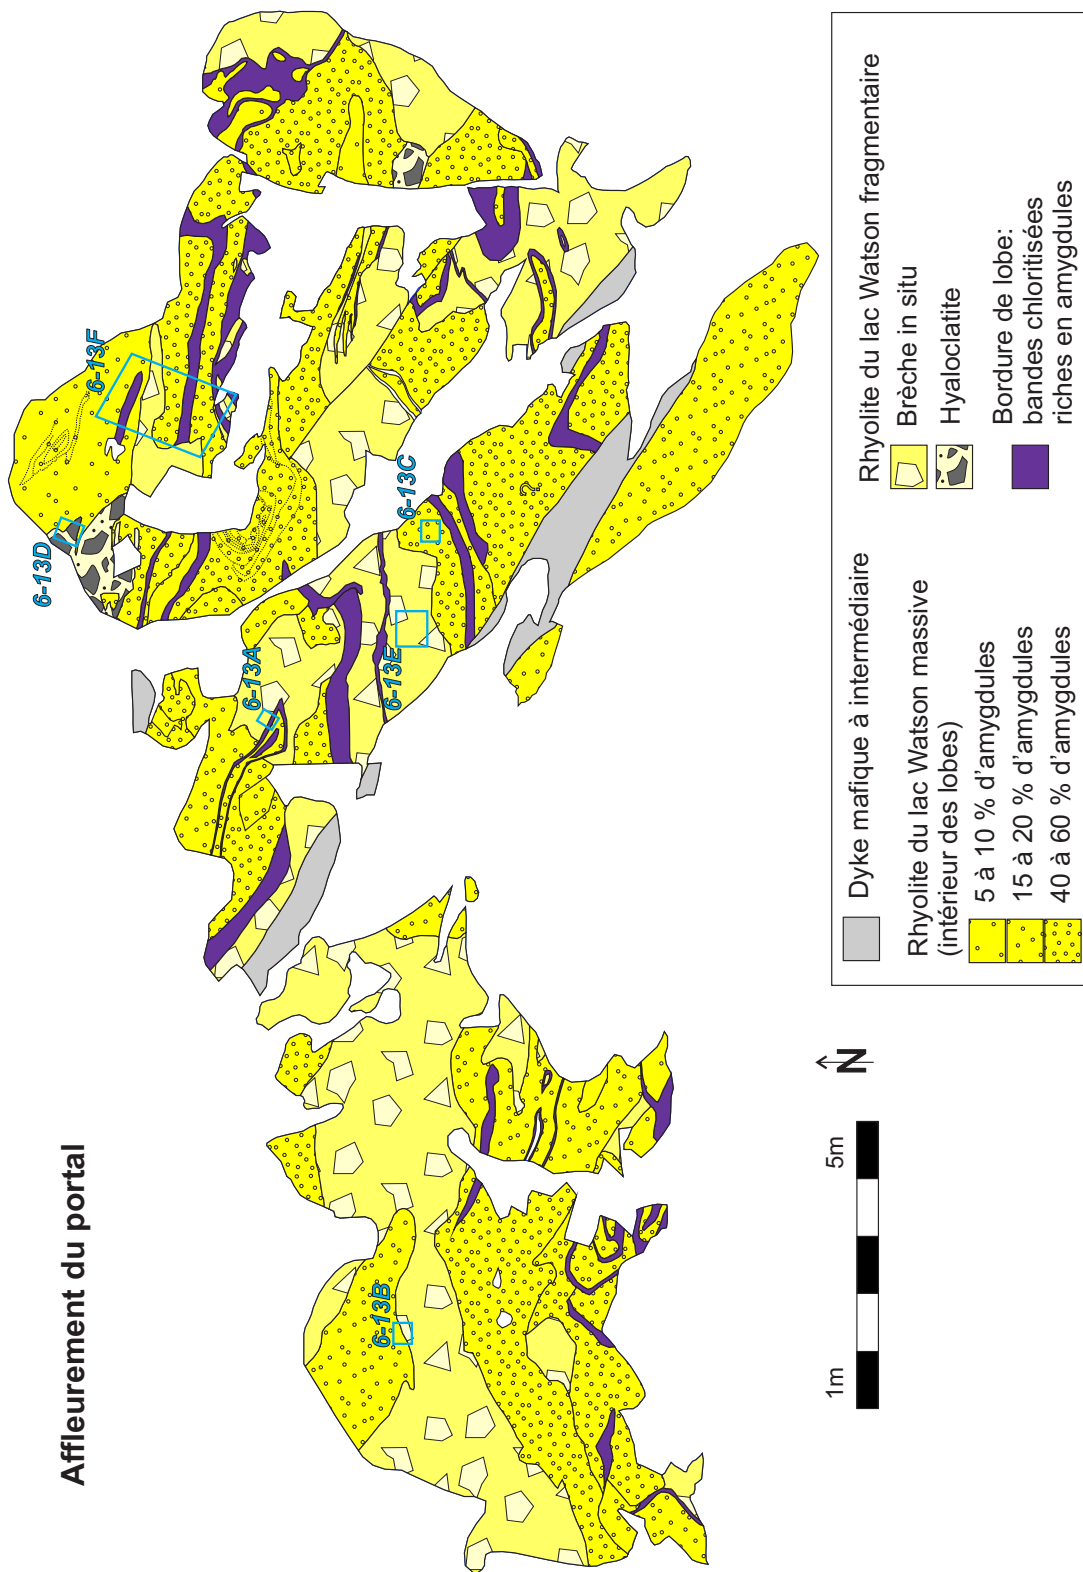 Affleurement du portal
6-13A
6-13B
6-13C
6-13D
6-13E
6-13F
1m
5m
N
Dyke mafique à intermédiaire
Rhyolite du lac Watson massive
(intérieur des lobes)
5 à 10 % d'amygdules
15 à 20 % d'amygdules
40 à 60 % d'amygdules
Rhyolite du lac Watson fragmentaire
Brèche in situ
Hyaloclatite
Bordure de lobe:
bandes chloritisées
riches en amygdules